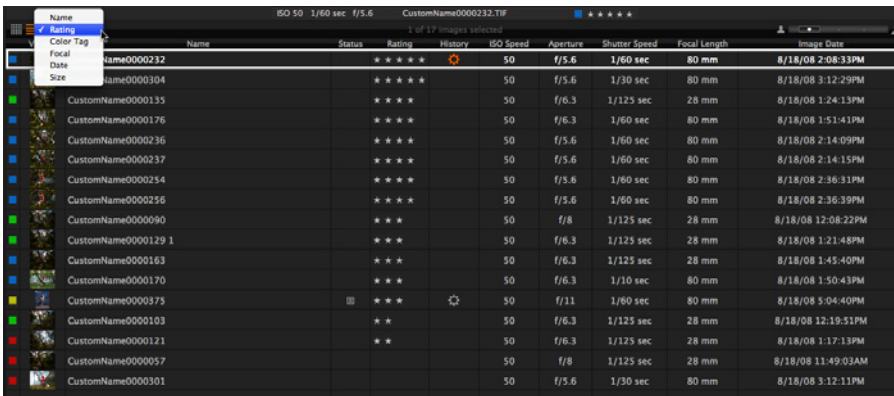 ISO 50 1/60 sec f/5.6 CustomName0000232.TIF ★★★★★
Name
✓ Rating
Color Tag
Focal
Date
Size
1 of 17 images selected
Name Status Rating History ISO Speed Aperture Shutter Speed Focal Length Image Date
Name0000232 ★★★★★ 50 f/5.6 1/60 sec 80 mm 8/18/08 2:08:33PM
Name0000304 ★★★★★ 50 f/5.6 1/30 sec 80 mm 8/18/08 3:12:29PM
CustomName0000135 ★★★★ 50 f/6.3 1/125 sec 28 mm 8/18/08 1:24:13PM
CustomName0000176 ★★★★ 50 f/6.3 1/60 sec 80 mm 8/18/08 1:51:41PM
CustomName0000236 ★★★★ 50 f/5.6 1/60 sec 80 mm 8/18/08 2:14:09PM
CustomName0000237 ★★★★ 50 f/5.6 1/60 sec 80 mm 8/18/08 2:14:15PM
CustomName0000254 ★★★★ 50 f/5.6 1/60 sec 80 mm 8/18/08 2:36:31PM
CustomName0000256 ★★★★ 50 f/5.6 1/60 sec 80 mm 8/18/08 2:36:39PM
CustomName0000090 ★★★ 50 f/8 1/125 sec 28 mm 8/18/08 12:08:22PM
CustomName0000129 1 ★★★ 50 f/6.3 1/125 sec 28 mm 8/18/08 1:21:48PM
CustomName0000163 ★★★ 50 f/6.3 1/125 sec 28 mm 8/18/08 1:45:40PM
CustomName0000170 ★★★ 50 f/6.3 1/10 sec 80 mm 8/18/08 1:50:43PM
CustomName0000375 ★★★ 50 f/11 1/60 sec 80 mm 8/18/08 5:04:40PM
CustomName0000103 ★★ 50 f/6.3 1/125 sec 28 mm 8/18/08 12:19:51PM
CustomName0000121 ★★ 50 f/6.3 1/125 sec 28 mm 8/18/08 1:17:13PM
CustomName0000057 50 f/8 1/125 sec 28 mm 8/18/08 11:49:03AM
CustomName0000301 50 f/5.6 1/30 sec 80 mm 8/18/08 3:12:11PM